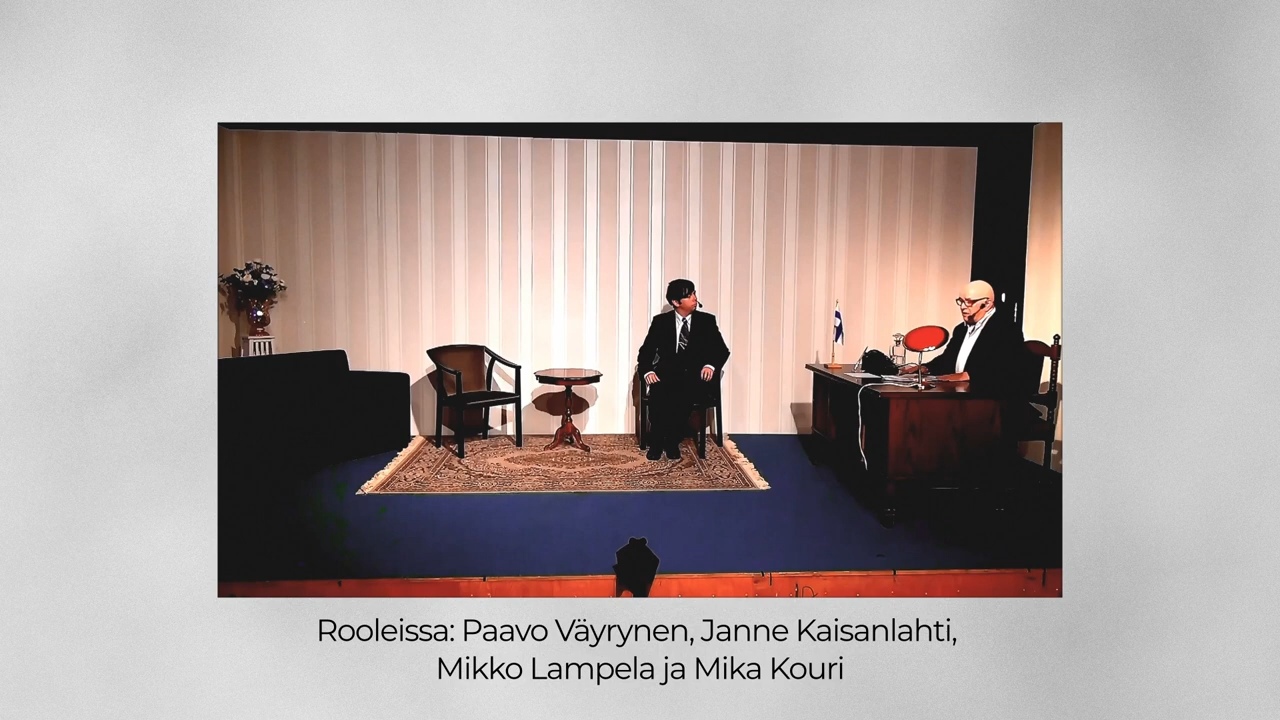 Rooleissa: Paavo Väyrynen, Janne Kaisanlahti,
Mikko Lampela ja Mika Kouri